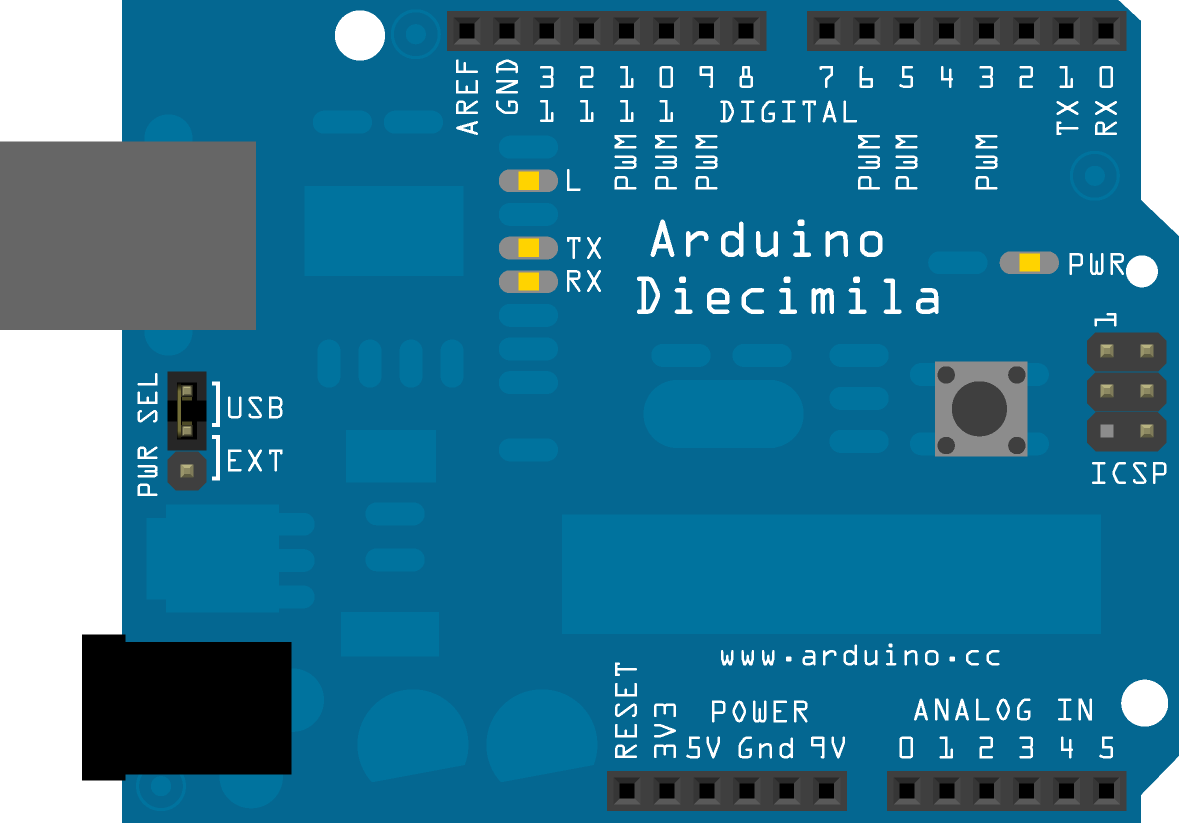 AREF
GND
13 12 11 10 9 8 7 6 5 4 3 2 1 0
TX
RX
DIGITAL
PWM PWM PWM PWM PWM PWM
L
TX
RX
Arduino
Diecimila
PWR
1
ICSP
PWR SEL
USB
EXT
www.arduino.cc
RESET
3V3
POWER
5V Gnd 9V
ANALOG IN
0 1 2 3 4 5